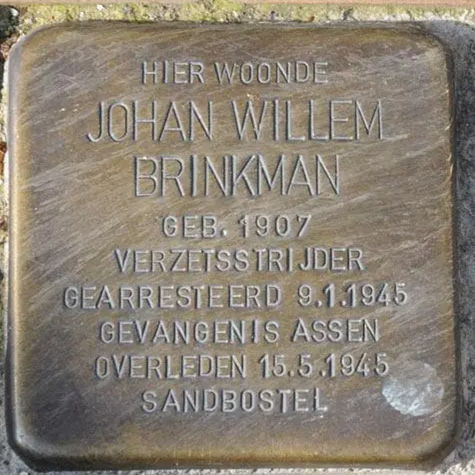 HIER WOONDE
JOHAN WILLEM
BRINKMAN
GEB. 1907
VERZETSSTRIJDER
GEARRESTEERD 9.1.1945
GEVANGENIS ASSEN
OVERLEDEN 15.5.1945
SANDBOSTEL